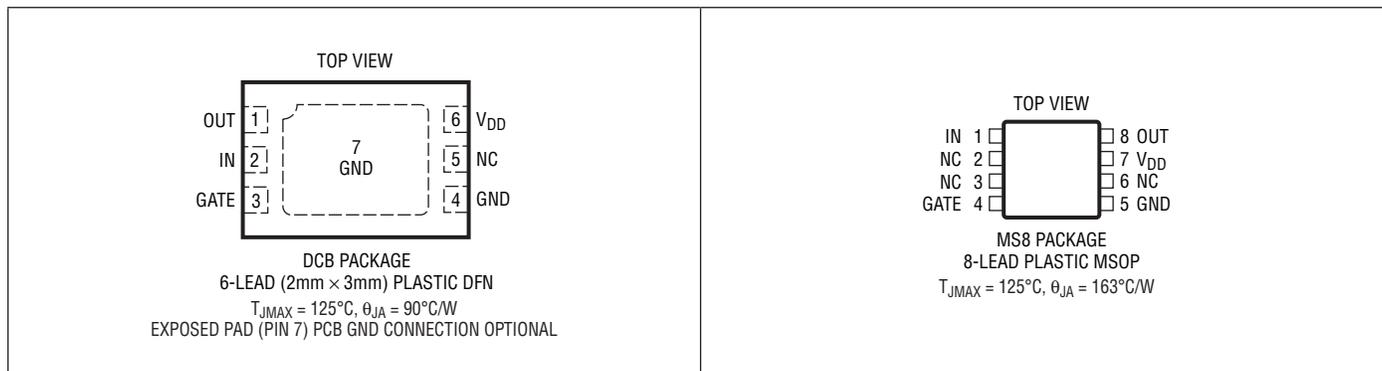 TOP VIEW
OUT 1
6 VDD
7
GND
IN 2
5 NC
GATE 3
4 GND
DCB PACKAGE
6-LEAD (2mm × 3mm) PLASTIC DFN
TJMAX = 125°C, θJA = 90°C/W
EXPOSED PAD (PIN 7) PCB GND CONNECTION OPTIONAL
TOP VIEW
IN 1
8 OUT
NC 2
7 VDD
NC 3
6 NC
GATE 4
5 GND
MS8 PACKAGE
8-LEAD PLASTIC MSOP
TJMAX = 125°C, θJA = 163°C/W